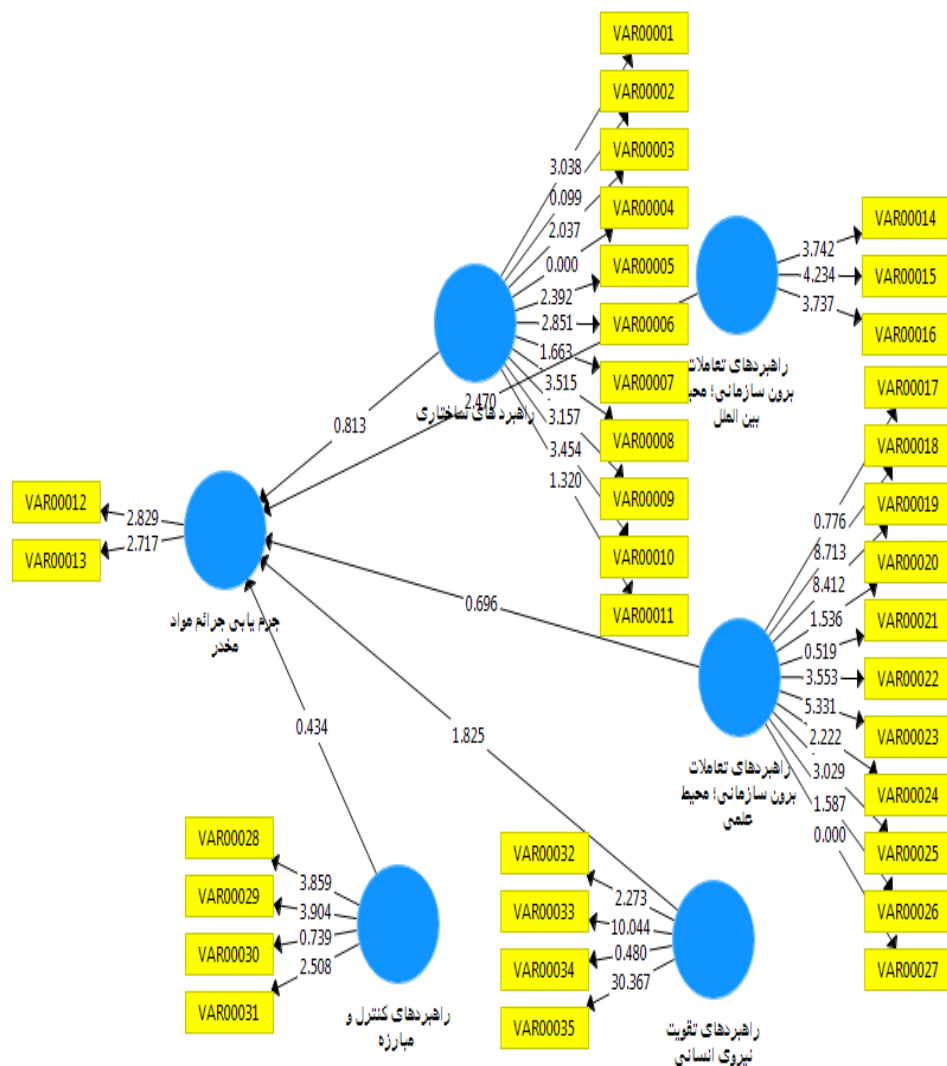 VAR00001
VAR00002
VAR00003
VAR00004
VAR00005
VAR00006
VAR00007
VAR00008
VAR00009
VAR00010
VAR00011
3.038
0.099
2.037
0.000
2.392
2.851
1.663
3.515
3.157
3.454
1.320
راهبردهای ساختاری
0.813
2.470
VAR00014
VAR00015
VAR00016
3.742
4.234
3.737
راهبردهای تعاملات
برون سازمانی؛
بین الملل
VAR00012
VAR00013
2.829
2.717
جرم یابی جرائم مواد
مخدر
VAR00017
VAR00018
VAR00019
VAR00020
VAR00021
VAR00022
VAR00023
VAR00024
VAR00025
VAR00026
VAR00027
0.776
8.713
8.412
1.536
0.519
3.553
5.331
2.222
3.029
1.587
0.000
راهبردهای تعاملات
برون سازمانی؛ محیط
علمی
0.696
0.434
1.825
VAR00028
VAR00029
VAR00030
VAR00031
3.859
3.904
0.739
2.508
راهبردهای کنترل و
مبارزه
VAR00032
VAR00033
VAR00034
VAR00035
2.273
10.044
0.480
30.367
راهبردهای تقویت
نیروی انسانی